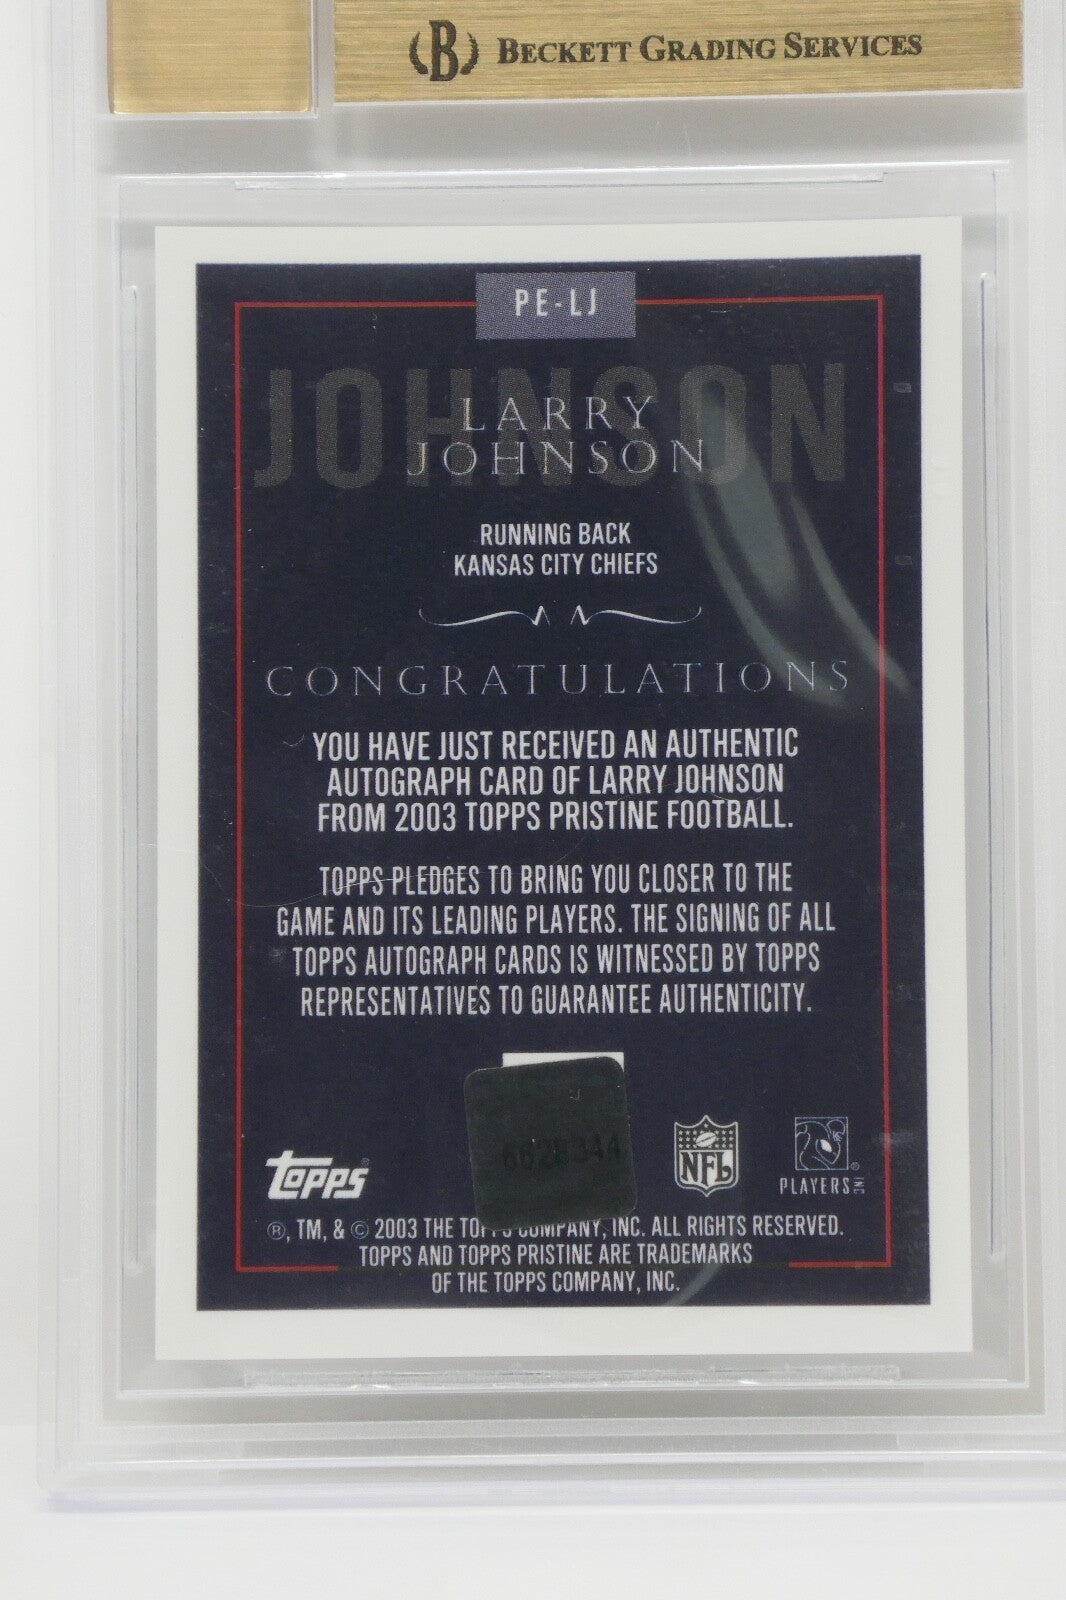 B BECKETT GRADING SERVICES
PE-LJ
JOHNSON
LARRY
JOHNSON
RUNNING BACK
KANSAS CITY CHIEFS
CONGRATULATIONS
YOU HAVE JUST RECEIVED AN AUTHENTIC
AUTOGRAPH CARD OF LARRY JOHNSON
FROM 2003 TOPPS PRISTINE FOOTBALL.
TOPPS PLEDGES TO BRING YOU CLOSER TO THE
GAME AND ITS LEADING PLAYERS. THE SIGNING OF ALL
TOPPS AUTOGRAPH CARDS IS WITNESSED BY TOPPS
REPRESENTATIVES TO GUARANTEE AUTHENTICITY.
topps®
NFL
PLAYERS INC ®
®, TM, & © 2003 THE TOPPS COMPANY, INC. ALL RIGHTS RESERVED.
TOPPS AND TOPPS PRISTINE ARE TRADEMARKS
OF THE TOPPS COMPANY, INC.